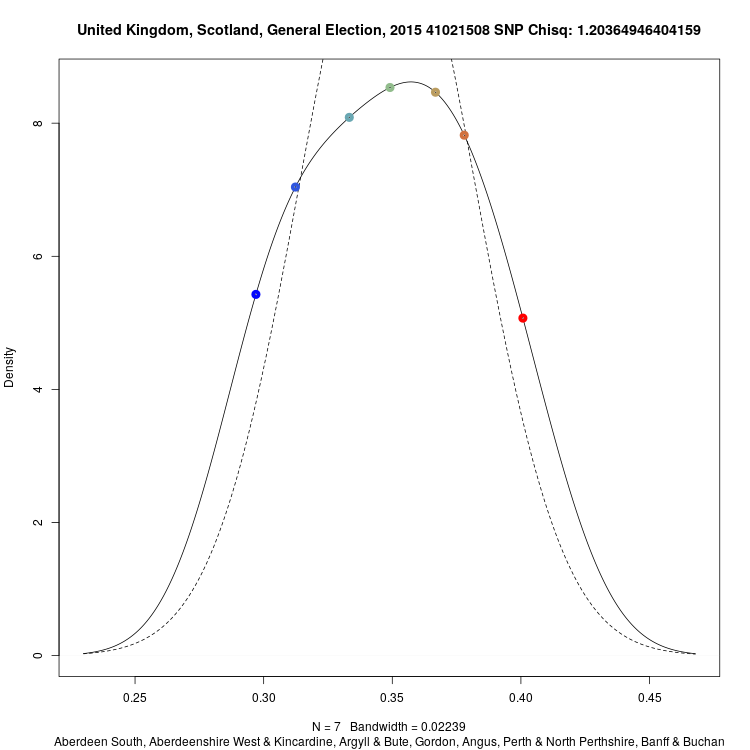 United Kingdom, Scotland, General Election, 2015 41021508 SNP Chisq: 1.20364946404159
Density
8
6
4
2
0
0.25 0.30 0.35 0.40 0.45
N = 7 Bandwidth = 0.02239
Aberdeen South, Aberdeenshire West & Kincardine, Argyll & Bute, Gordon, Angus, Perth & North Perthshire, Banff & Buchan